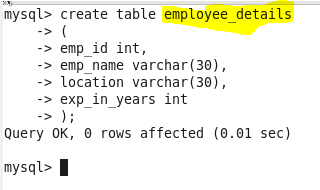 mysql> create table employee_details
-> (
-> emp_id int,
-> emp_name varchar(30),
-> location varchar(30),
-> exp_in_years int
-> );
Query OK, 0 rows affected (0.01 sec)
mysql>